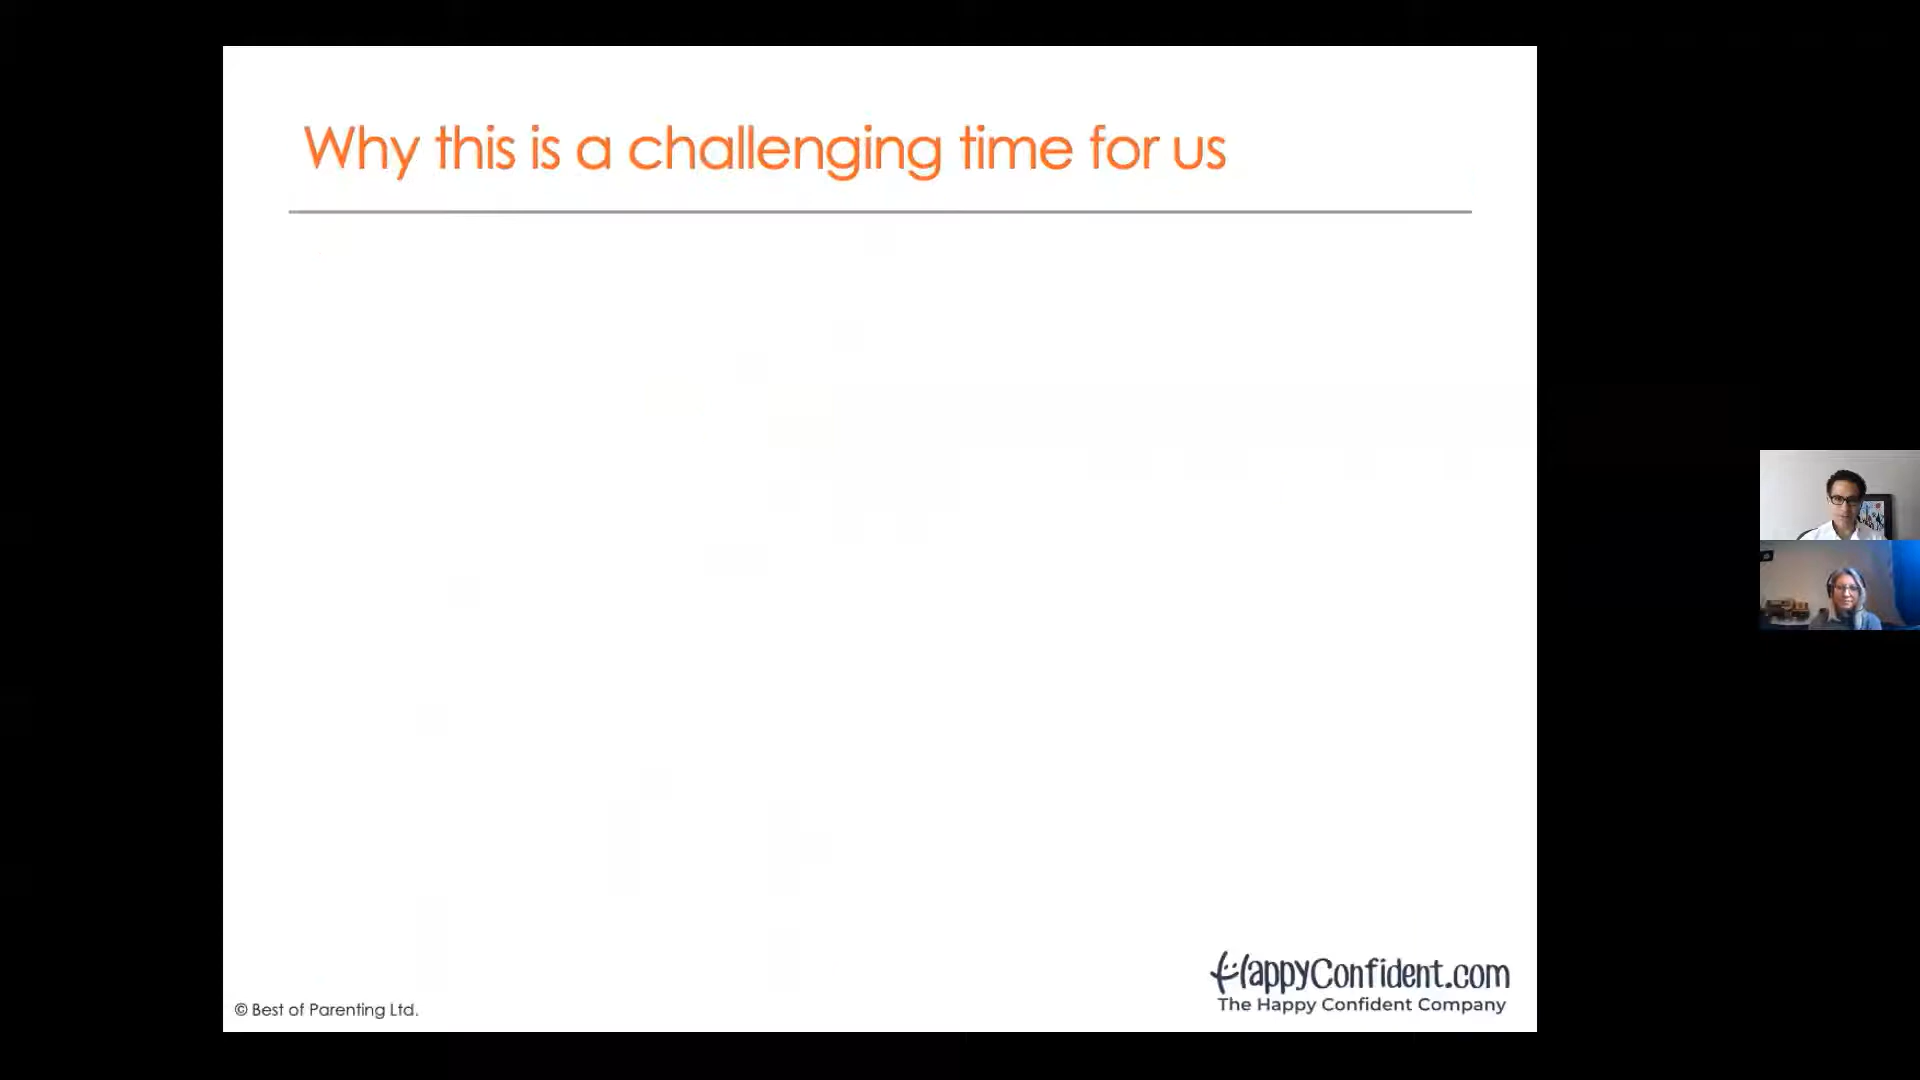 Why this is a challenging time for us
HappyConfident.com
The Happy Confident Company
© Best of Parenting Ltd.